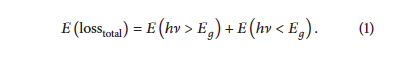 E (loss_total) = E (hν > E_g) + E (hν < E_g) .    (1)